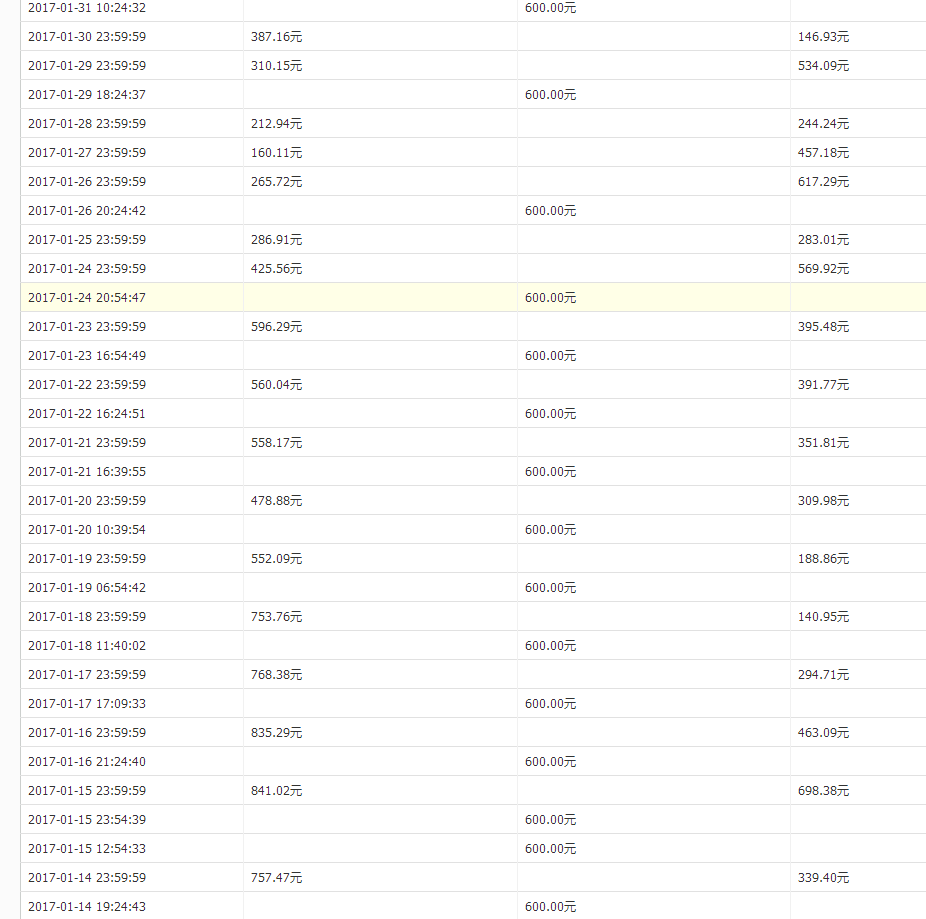 2017-01-31 10:24:32 600.00元
2017-01-30 23:59:59 387.16元 146.93元
2017-01-29 23:59:59 310.15元 534.09元
2017-01-29 18:24:37 600.00元
2017-01-28 23:59:59 212.94元 244.24元
2017-01-27 23:59:59 160.11元 457.18元
2017-01-26 23:59:59 265.72元 617.29元
2017-01-26 20:24:42 600.00元
2017-01-25 23:59:59 286.91元 283.01元
2017-01-24 23:59:59 425.56元 569.92元
2017-01-24 20:54:47 600.00元
2017-01-23 23:59:59 596.29元 395.48元
2017-01-23 16:54:49 600.00元
2017-01-22 23:59:59 560.04元 391.77元
2017-01-22 16:24:51 600.00元
2017-01-21 23:59:59 558.17元 351.81元
2017-01-21 16:39:55 600.00元
2017-01-20 23:59:59 478.88元 309.98元
2017-01-20 10:39:54 600.00元
2017-01-19 23:59:59 552.09元 188.86元
2017-01-19 06:54:42 600.00元
2017-01-18 23:59:59 753.76元 140.95元
2017-01-18 11:40:02 600.00元
2017-01-17 23:59:59 768.38元 294.71元
2017-01-17 17:09:33 600.00元
2017-01-16 23:59:59 835.29元 463.09元
2017-01-16 21:24:40 600.00元
2017-01-15 23:59:59 841.02元 698.38元
2017-01-15 23:54:39 600.00元
2017-01-15 12:54:33 600.00元
2017-01-14 23:59:59 757.47元 339.40元
2017-01-14 19:24:43 600.00元